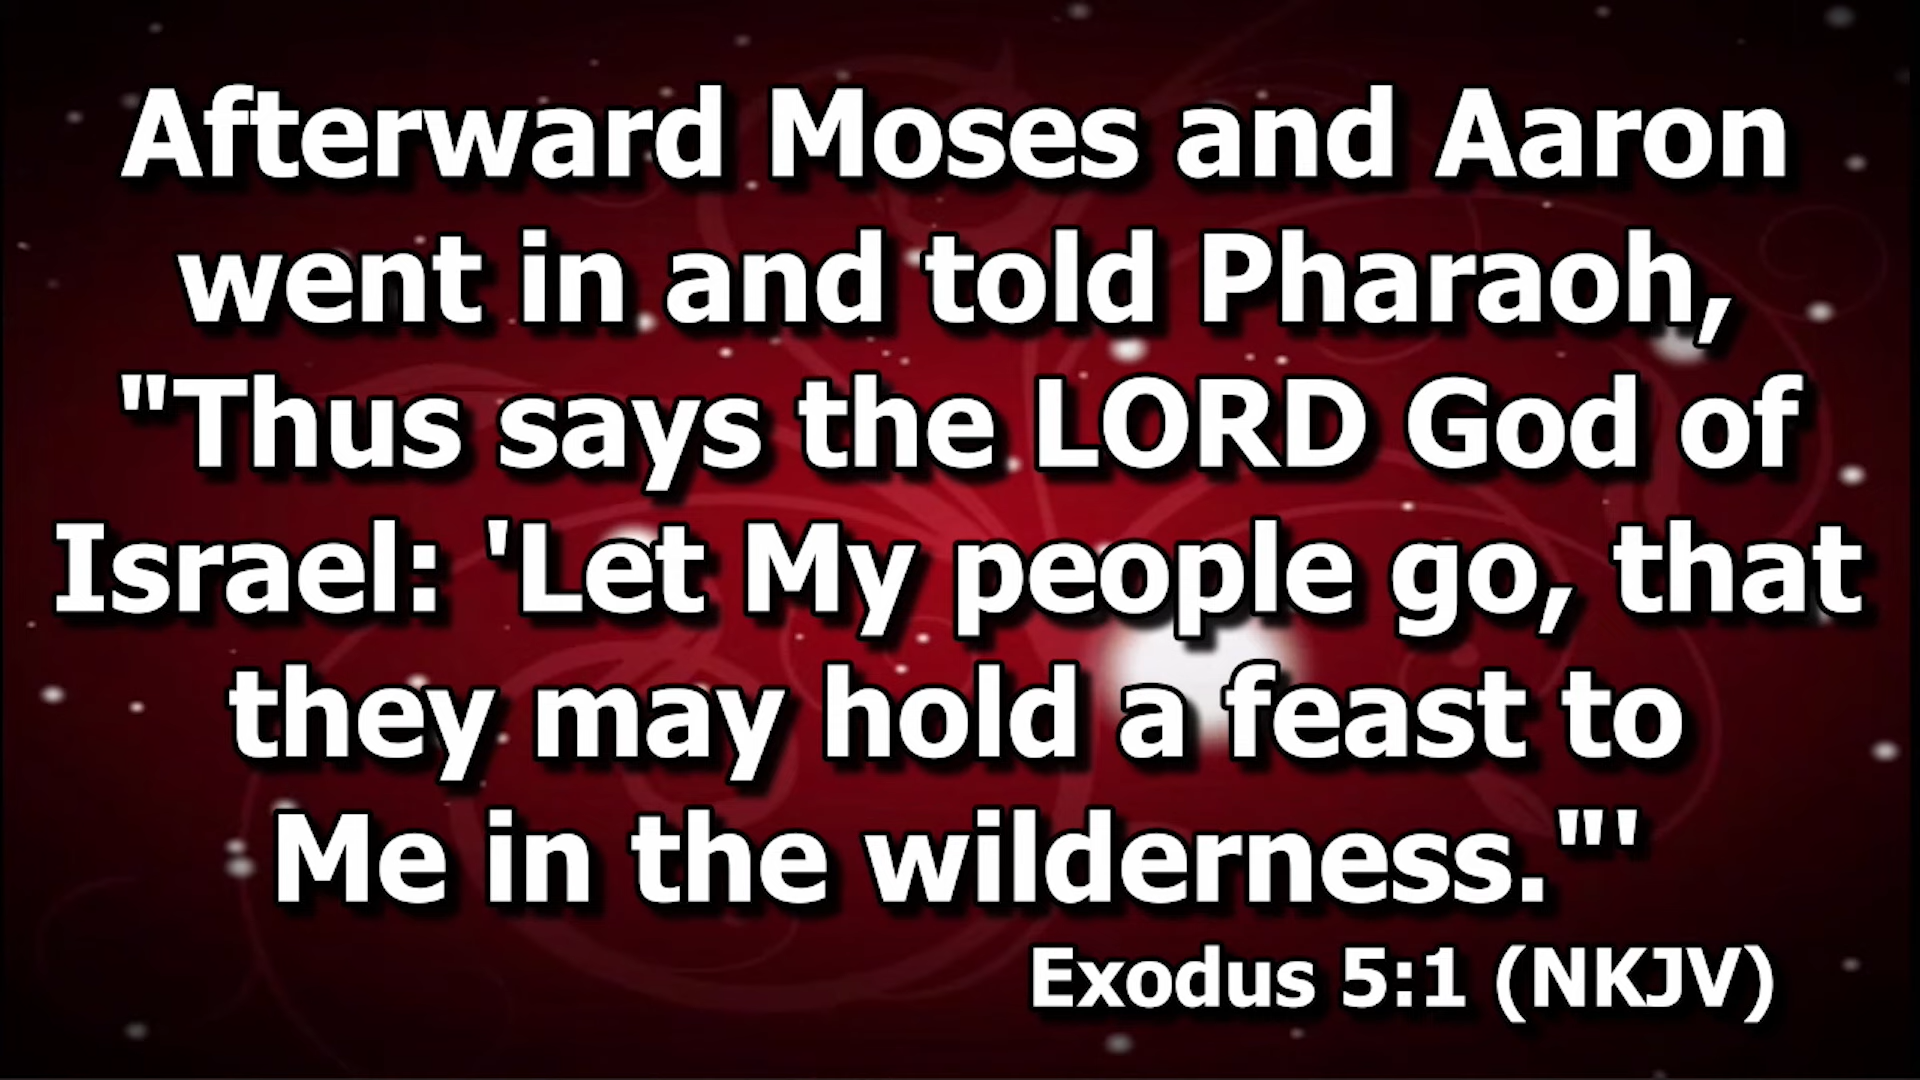 Afterward Moses and Aaron
went in and told Pharaoh,
"Thus says the LORD God of
Israel: 'Let My people go, that
they may hold a feast to
Me in the wilderness."'
Exodus 5:1 (NKJV)